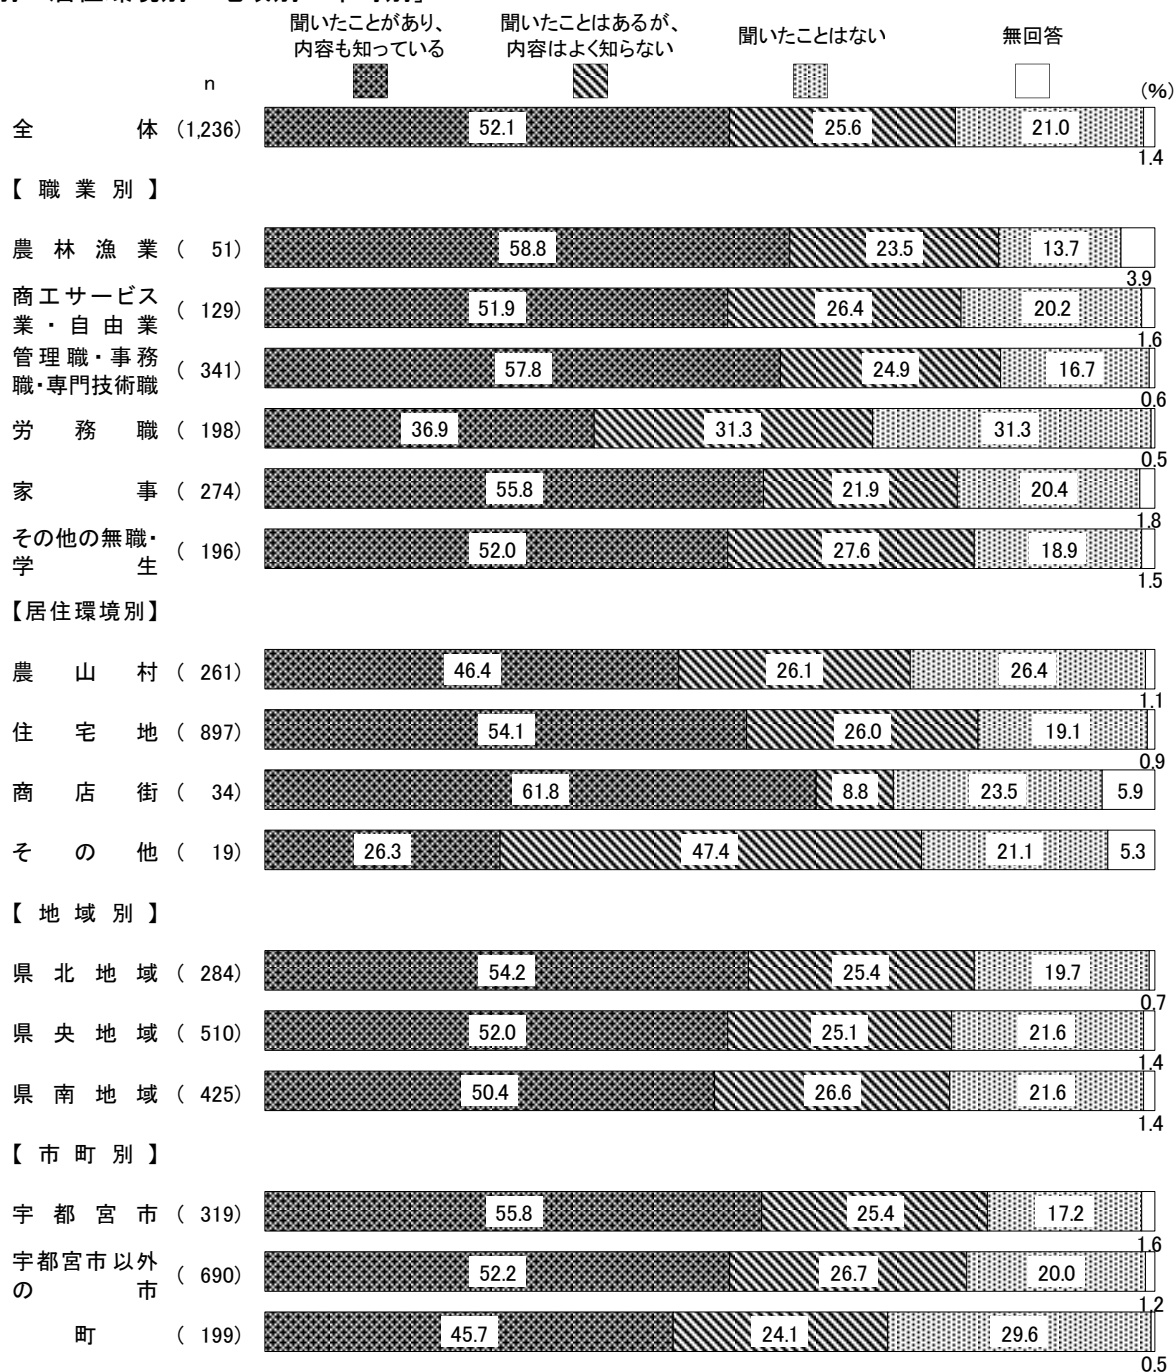 聞いたことがあり、 聞いたことはあるが、 聞いたことはない 無回答
内容も知っている 内容はよく知らない
n
(%)
全体 (1,236) 52.1 25.6 21.0
1.4
【職業別】
農林漁業 ( 51) 58.8 23.5 13.7
3.9
商工サービス
業・自由業 ( 129) 51.9 26.4 20.2
1.6
管理職・事務
職・専門技術職 ( 341) 57.8 24.9 16.7
0.6
労務職 ( 198) 36.9 31.3 31.3
0.5
家事 ( 274) 55.8 21.9 20.4
1.8
その他の無職・
学生 ( 196) 52.0 27.6 18.9
1.5
【居住環境別】
農山村 ( 261) 46.4 26.1 26.4
1.1
住宅地 ( 897) 54.1 26.0 19.1
0.9
商店街 ( 34) 61.8 8.8 23.5 5.9
その他 ( 19) 26.3 47.4 21.1 5.3
【地域別】
県北地域 ( 284) 54.2 25.4 19.7
0.7
県央地域 ( 510) 52.0 25.1 21.6
1.4
県南地域 ( 425) 50.4 26.6 21.6
1.4
【市町別】
宇都宮市 ( 319) 55.8 25.4 17.2
1.6
宇都宮市以外
の市 ( 690) 52.2 26.7 20.0
1.2
町 ( 199) 45.7 24.1 29.6
0.5